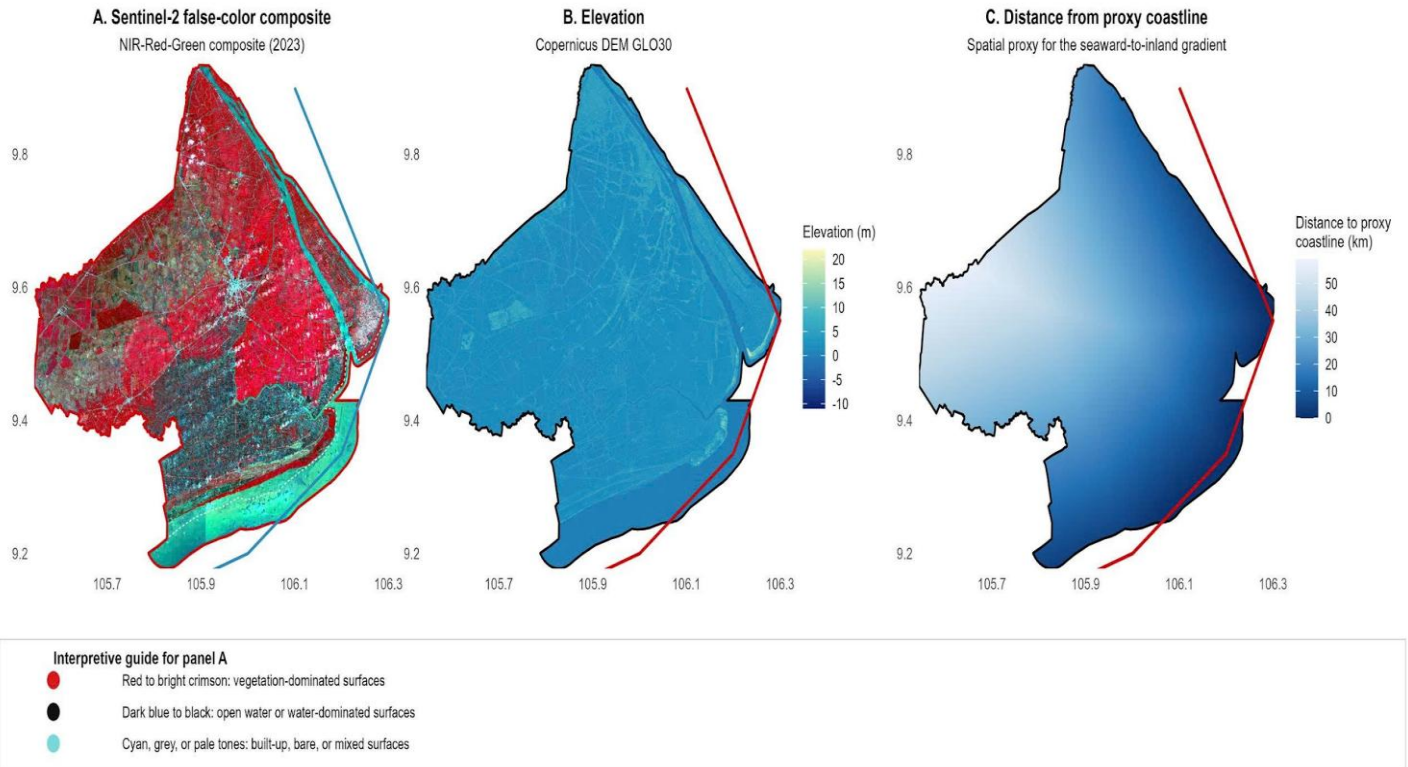 A. Sentinel-2 false-color composite
NIR-Red-Green composite (2023)
9.8
9.6
9.4
9.2
105.7
105.9
106.1
106.3
B. Elevation
Copernicus DEM GLO30
9.8
9.6
9.4
9.2
105.7
105.9
106.1
106.3
Elevation (m)
20
15
10
5
0
-5
-10
C. Distance from proxy coastline
Spatial proxy for the seaward-to-inland gradient
9.8
9.6
9.4
9.2
105.7
105.9
106.1
106.3
Distance to proxy
coastline (km)
50
40
30
20
10
0
Interpretive guide for panel A
Red to bright crimson: vegetation-dominated surfaces
Dark blue to black: open water or water-dominated surfaces
Cyan, grey, or pale tones: built-up, bare, or mixed surfaces